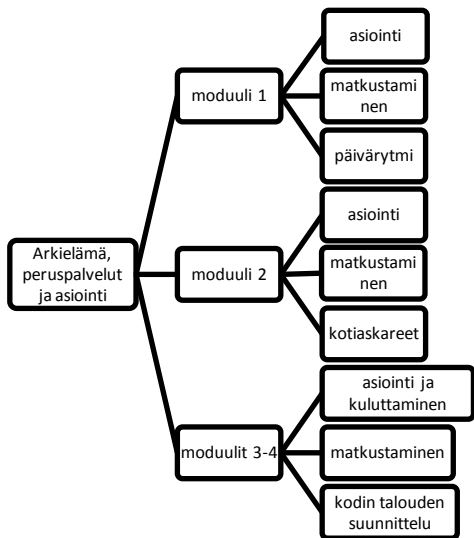 Arkielämä,
peruspalvelut
ja asiointi
moduuli 1
asiointi
matkustami
nen
päivärytmi
moduuli 2
asiointi
matkustami
nen
kotiaskareet
moduulit 3-4
asiointi ja
kuluttaminen
matkustaminen
kodin talouden
suunnittelu